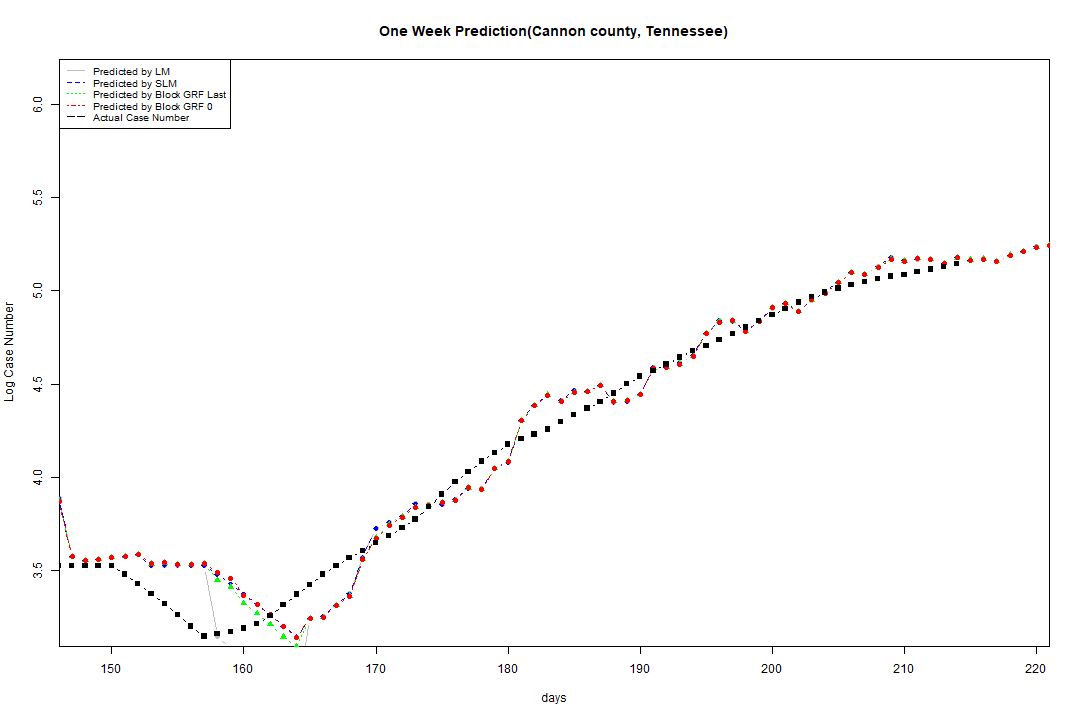 One Week Prediction(Cannon county, Tennessee)
Predicted by LM
Predicted by SLM
Predicted by Block GRF Last
Predicted by Block GRF 0
Actual Case Number
6.0
5.5
5.0
4.5
4.0
3.5
Log Case Number
150 160 170 180 190 200 210 220
days